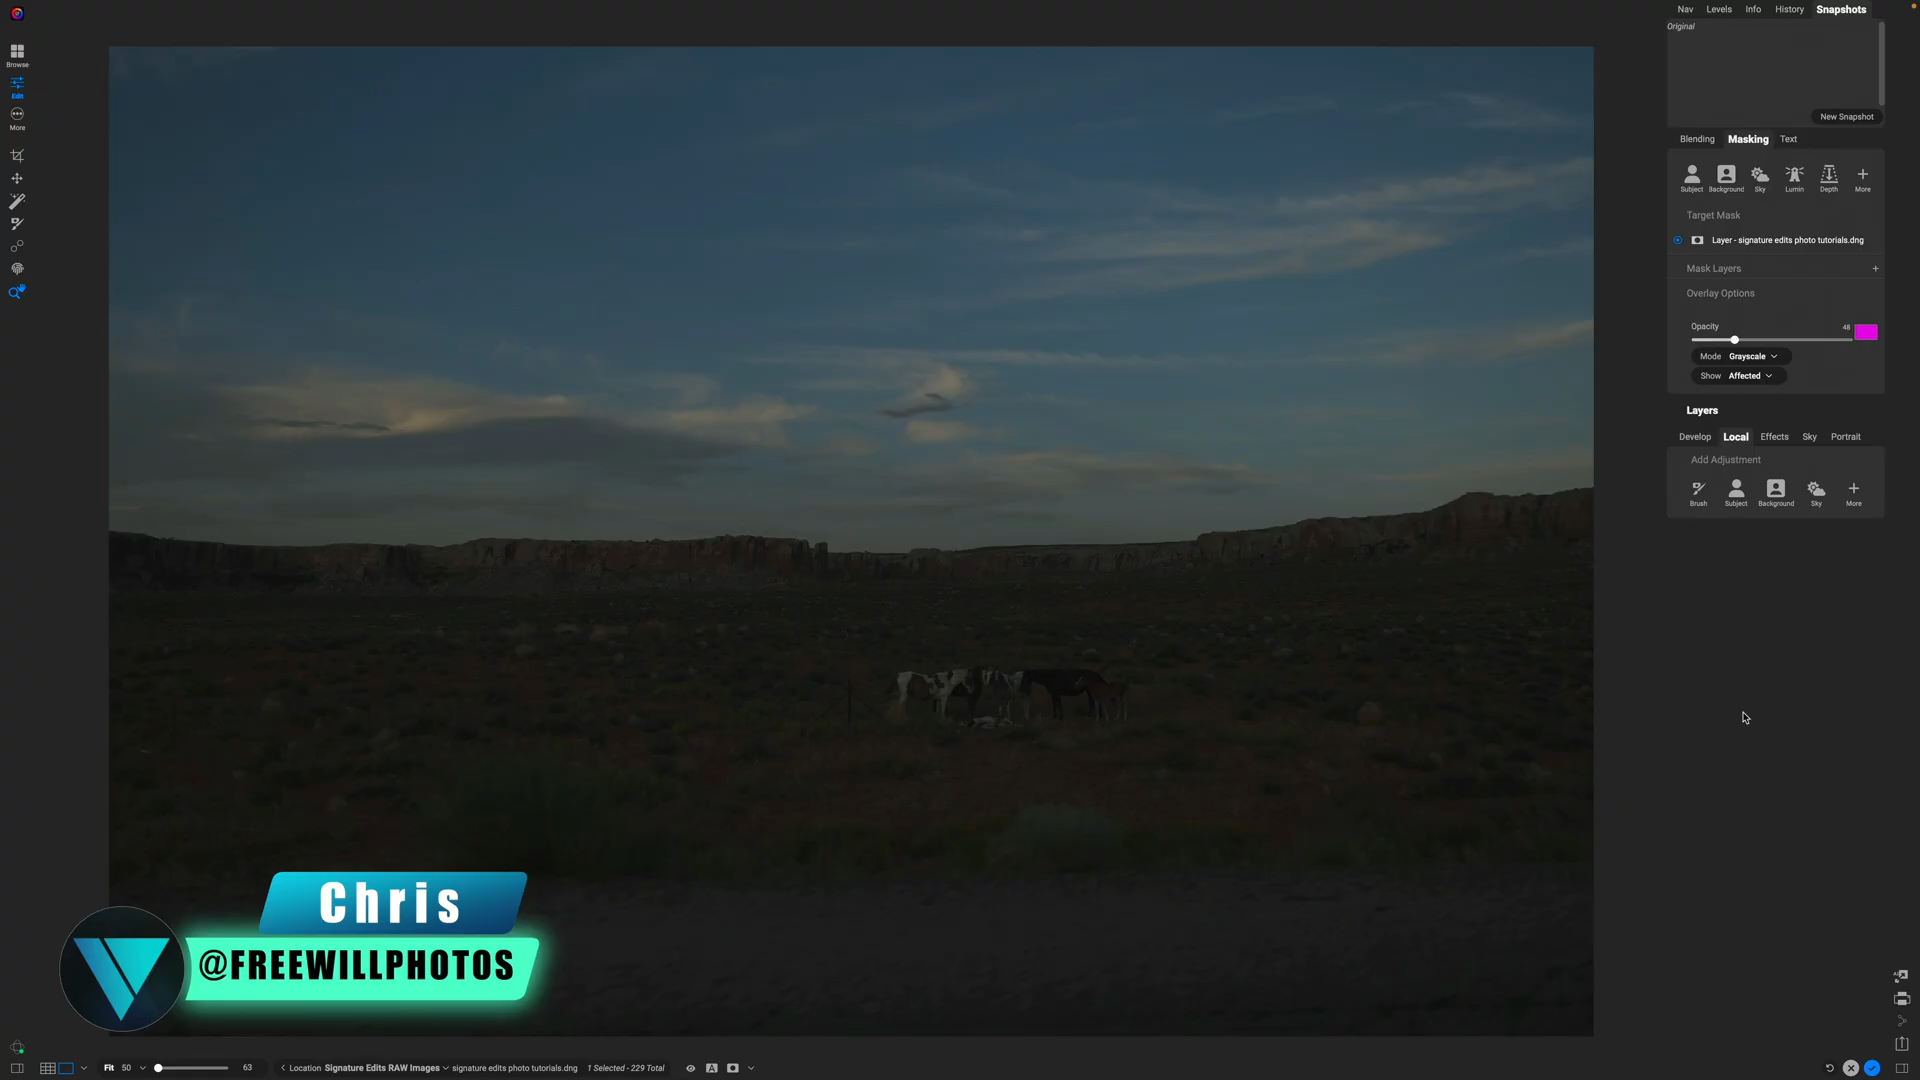 Nav Levels Info History Snapshots
Original
New Snapshot
Browse
Edit
More
Blending Masking Text
Subject Background Sky Lumin Depth More
Target Mask
Layer - signature edits photo tutorials.dng
Mask Layers +
Overlay Options
Opacity 48
Mode Grayscale
Show Affected
Layers
Develop Local Effects Sky Portrait
Add Adjustment
Brush Subject Background Sky More
Chris
@FREEWILLPHOTOS
Fit 50 63 Location Signature Edits RAW Images signature edits photo tutorials.dng 1 Selected - 229 Total A